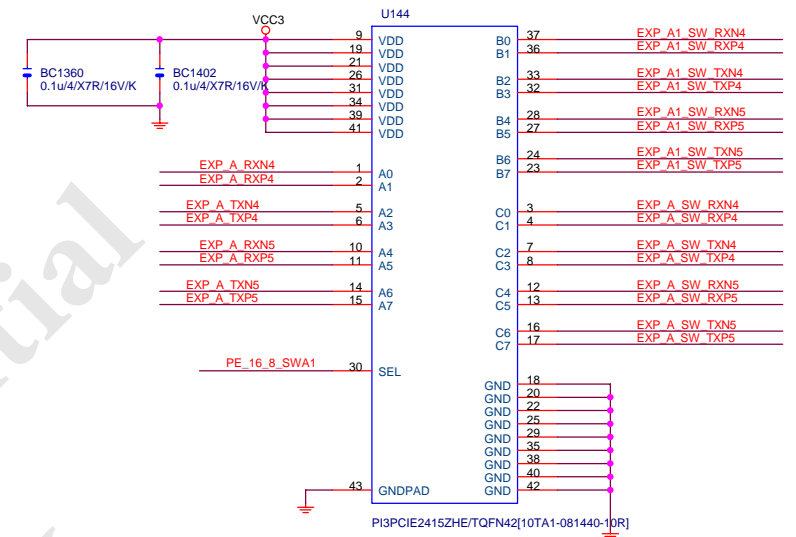 U144
VCC3
BC1360
0.1u/4/X7R/16V/K
BC1402
0.1u/4/X7R/16V/K
9 VDD
19 VDD
21 VDD
26 VDD
31 VDD
34 VDD
39 VDD
41 VDD
EXP_A_RXN4 1 A0
EXP_A_RXP4 2 A1
EXP_A_TXN4 5 A2
EXP_A_TXP4 6 A3
EXP_A_RXN5 10 A4
EXP_A_RXP5 11 A5
EXP_A_TXN5 14 A6
EXP_A_TXP5 15 A7
PE_16_8_SWA1 30 SEL
43 GNDPAD
B0 37 EXP_A1_SW_RXN4
B1 36 EXP_A1_SW_RXP4
B2 33 EXP_A1_SW_TXN4
B3 32 EXP_A1_SW_TXP4
B4 28 EXP_A1_SW_RXN5
B5 27 EXP_A1_SW_RXP5
B6 24 EXP_A1_SW_TXN5
B7 23 EXP_A1_SW_TXP5
C0 3 EXP_A_SW_RXN4
C1 4 EXP_A_SW_RXP4
C2 7 EXP_A_SW_TXN4
C3 8 EXP_A_SW_TXP4
C4 12 EXP_A_SW_RXN5
C5 13 EXP_A_SW_RXP5
C6 16 EXP_A_SW_TXN5
C7 17 EXP_A_SW_TXP5
GND 18
GND 20
GND 22
GND 25
GND 29
GND 35
GND 38
GND 40
GND 42
PI3PCIE2415ZHE/TQFN42[10TA1-081440-10R]
ntial